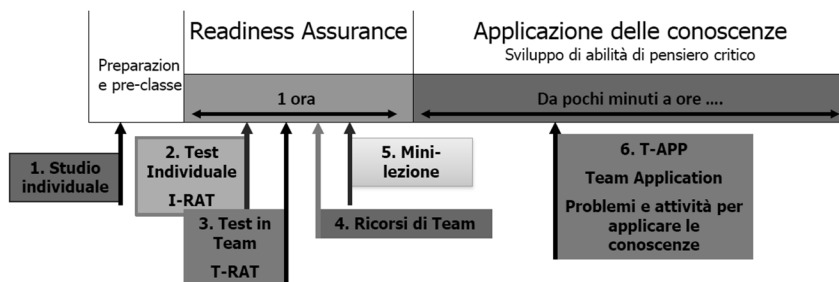 Preparazion
e pre-classe
Readiness Assurance
Applicazione delle conoscenze
Sviluppo di abilità di pensiero critico
1 ora
Da pochi minuti a ore ....
1. Studio
individuale
2. Test
Individuale
I-RAT
3. Test in
Team
T-RAT
4. Ricorsi di Team
5. Mini-
lezione
6. T-APP
Team Application
Problemi e attività per
applicare le
conoscenze